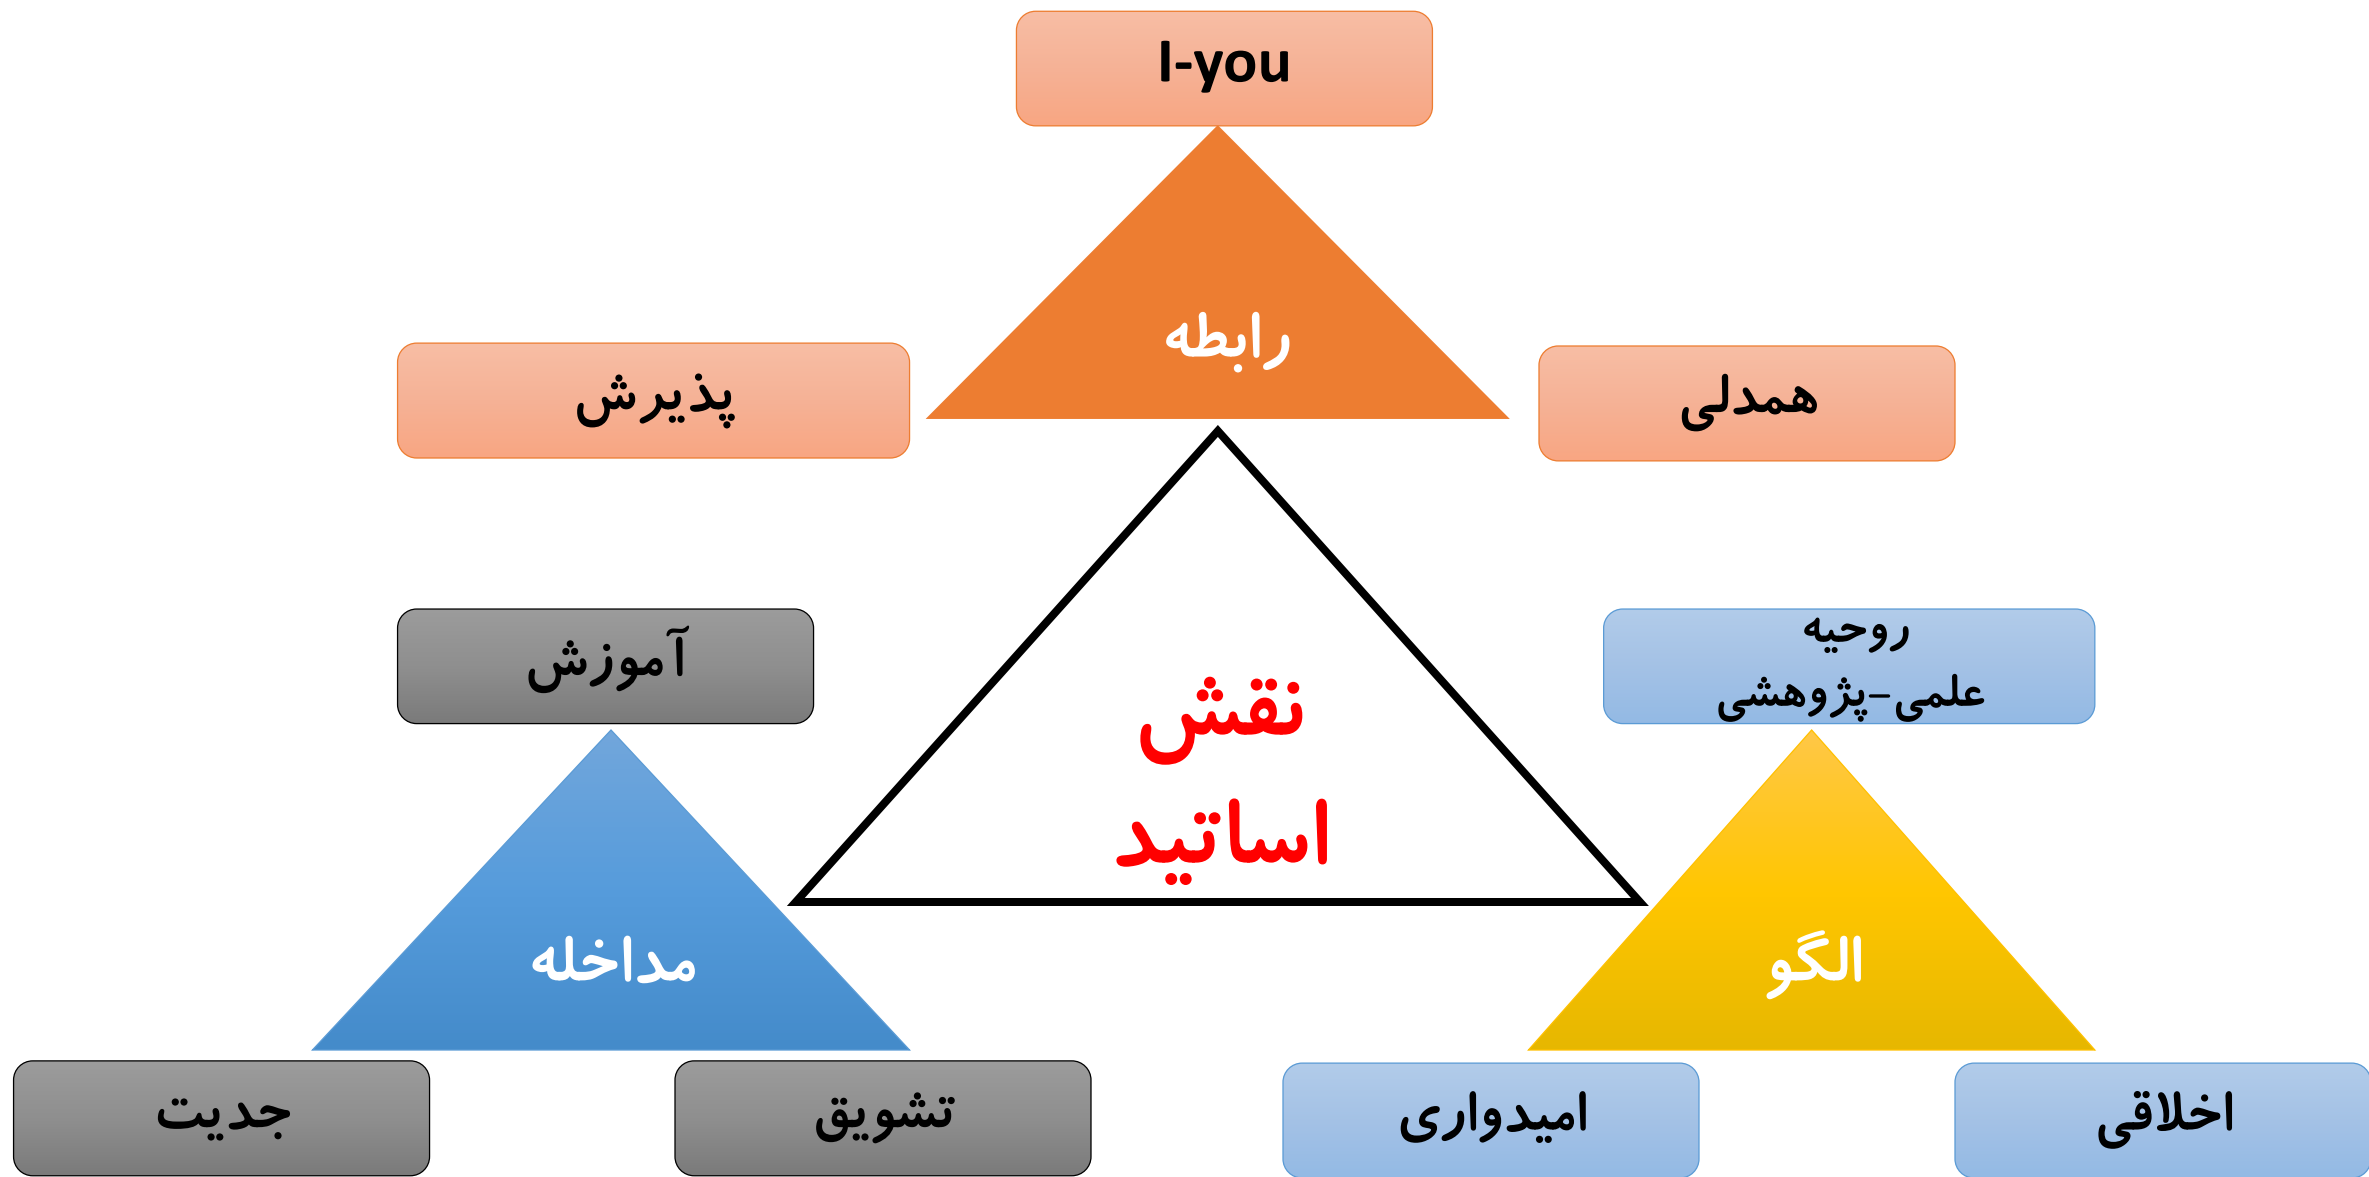 I-you
رابطه
همدلی
پذیرش
نقش
اساتید
روحیه
علمی-پژوهشی
آموزش
الگو
مداخله
اخلاقی
امیدواری
تشویق
جدیت